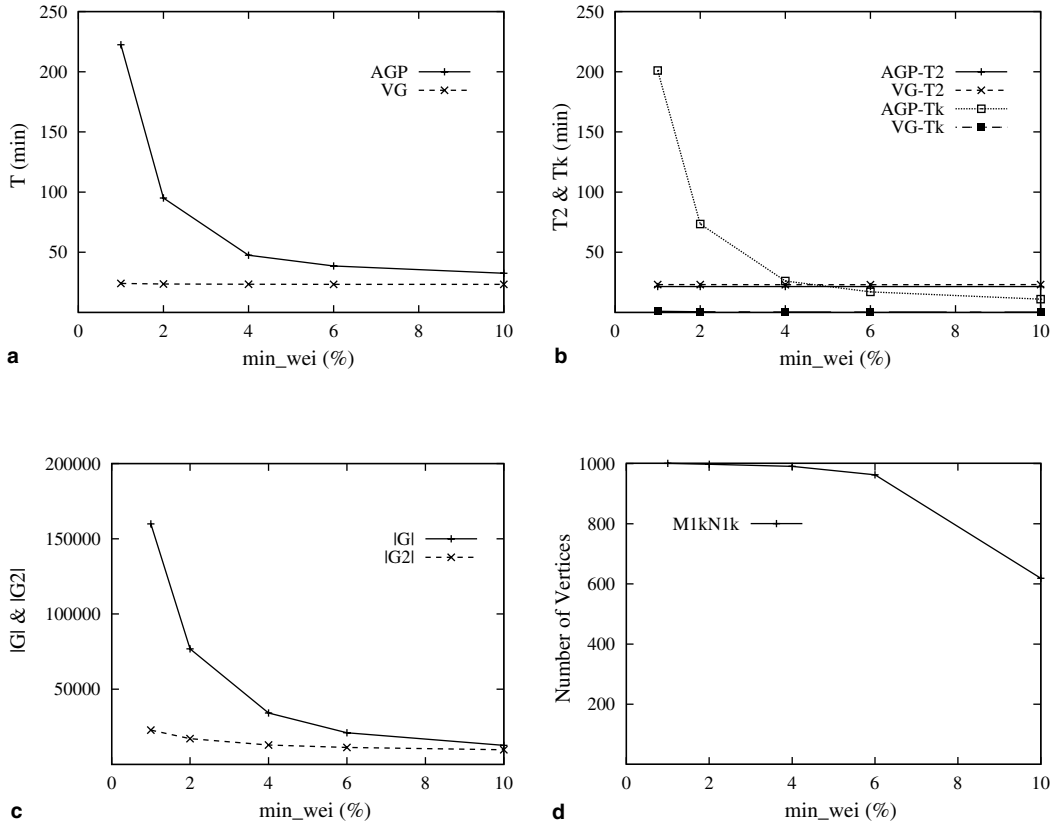 250
200
150
100
50
0
2
4
6
8
10
T (min)
min_wei (%)
AGP
VG
a
250
200
150
100
50
0
2
4
6
8
10
T2 & Tk (min)
min_wei (%)
AGP-T2
VG-T2
AGP-Tk
VG-Tk
b
200000
150000
100000
50000
0
2
4
6
8
10
|G| & |G2|
min_wei (%)
|G|
|G2|
c
1000
800
600
400
200
0
2
4
6
8
10
Number of Vertices
min_wei (%)
M1kN1k
d